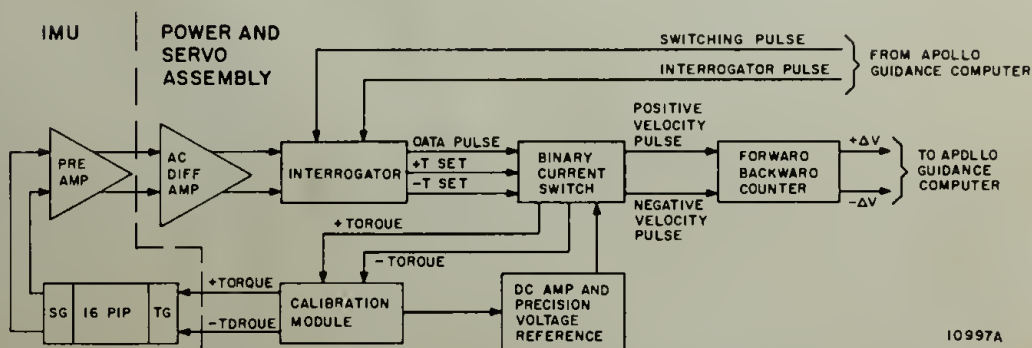 IMU
POWER AND
SERVO
ASSEMBLY
SWITCHING PULSE
INTERROGATOR PULSE
FROM APOLLO
GUIDANCE COMPUTER
PRE
AMP
AC
DIFF
AMP
INTERROGATOR
OATA PULSE
+T SET
-T SET
BINARY
CURRENT
SWITCH
POSITIVE
VELOCITY
PULSE
NEGATIVE
VELOCITY
PULSE
FORWARO
BACKWARO
COUNTER
+ΔV
-ΔV
TO APDLLO
GUIDANCE
COMPUTER
+TOROUE
-TOROUE
+TORQUE
-TDROUE
SG
16 PIP
TG
CALIBRATION
MODULE
DC AMP AND
PRECISION
VOLTAGE
REFERENCE
10997A